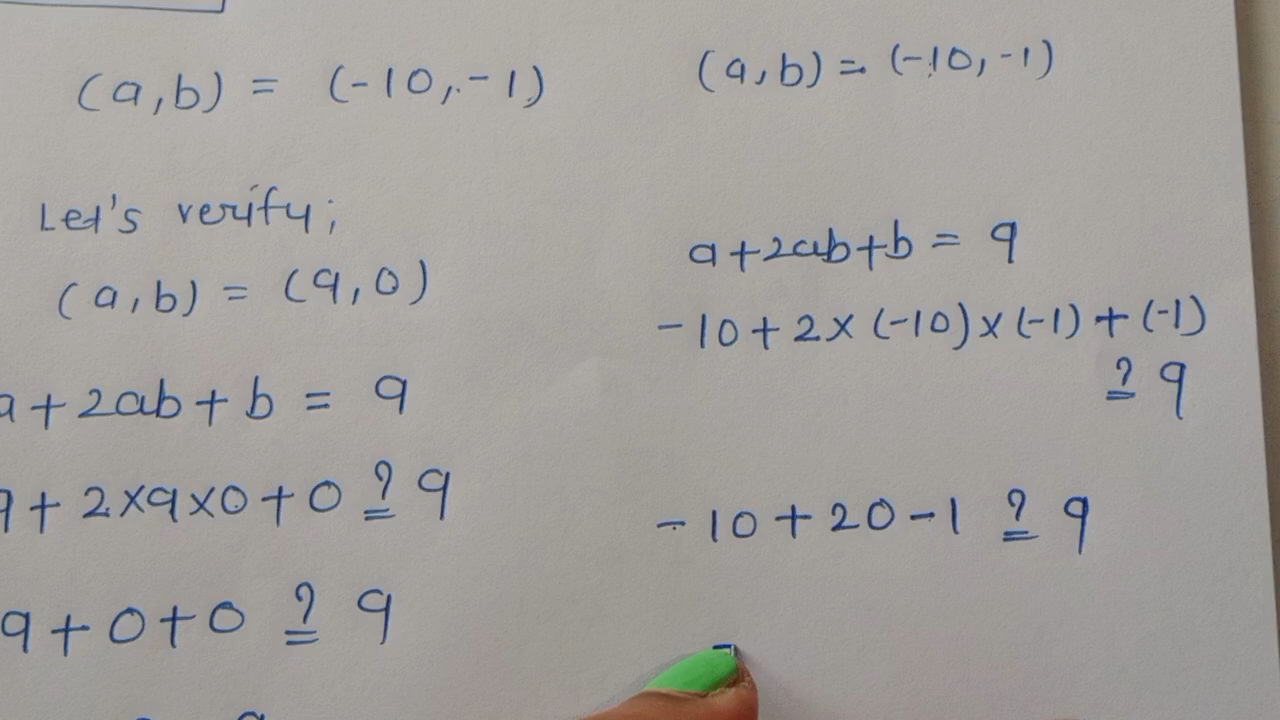 (a,b) = (-10,-1)
Let's verify;
(a,b) = (9,0)
a+2ab+b = 9
9+2×9×0+0 ≟ 9
9+0+0 ≟ 9
(a,b) = (-10,-1)
a+2ab+b = 9
-10+2×(-10)×(-1)+(-1)
≟ 9
-10+20-1 ≟ 9